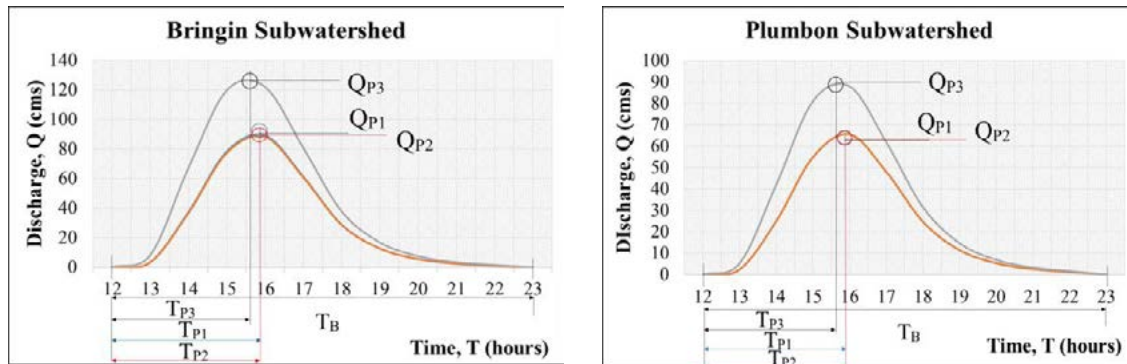 Bringin Subwatershed
Discharge, Q (cms)
140
120
100
80
60
40
20
0
QP3
QP1
QP2
12 13 14 15 16 17 18 19 20 21 22 23
TP3
TB
TP1
TP2
Time, T (hours)
Plumbon Subwatershed
DIscharge, Q (cms)
100
90
80
70
60
50
40
30
20
10
0
QP3
QP1 QP2
12 13 14 15 16 17 18 19 20 21 22 23
TP3
TB
TP1
TP2
Time, T (hours)